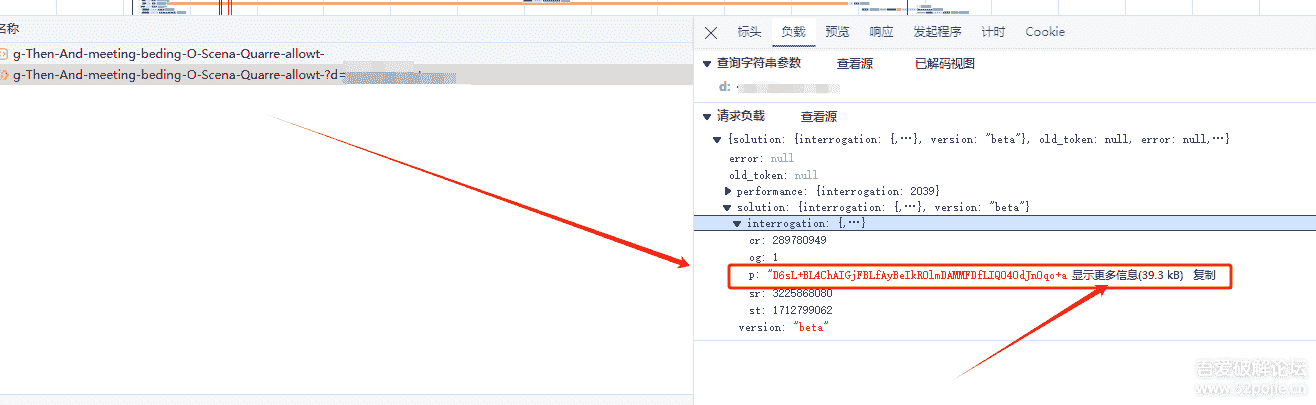 名称
g-Then-And-meeting-beding-O-Scena-Quarre-allowt-
g-Then-And-meeting-beding-O-Scena-Quarre-allowt-?d=
标头 负载 预览 响应 发起程序 计时 Cookie
查询字符串参数 查看源 已解码视图
d:
请求负载 查看源
{solution: {interrogation: {,…}, version: "beta"}, old_token: null, error: null,…}
error: null
old_token: null
performance: {interrogation: 2039}
solution: {interrogation: {,…}, version: "beta"}
interrogation: {,…}
cr: 289780949
og: 1
p: "D6sL+BL4ChAIGjFBLfAyBeIkROlmDAMMFDfLIQO4OdJnOqo+a 显示更多信息(39.3 kB) 复制
sr: 3225868080
st: 1712799062
version: "beta"
吾爱破解论坛
www.52pojie.cn